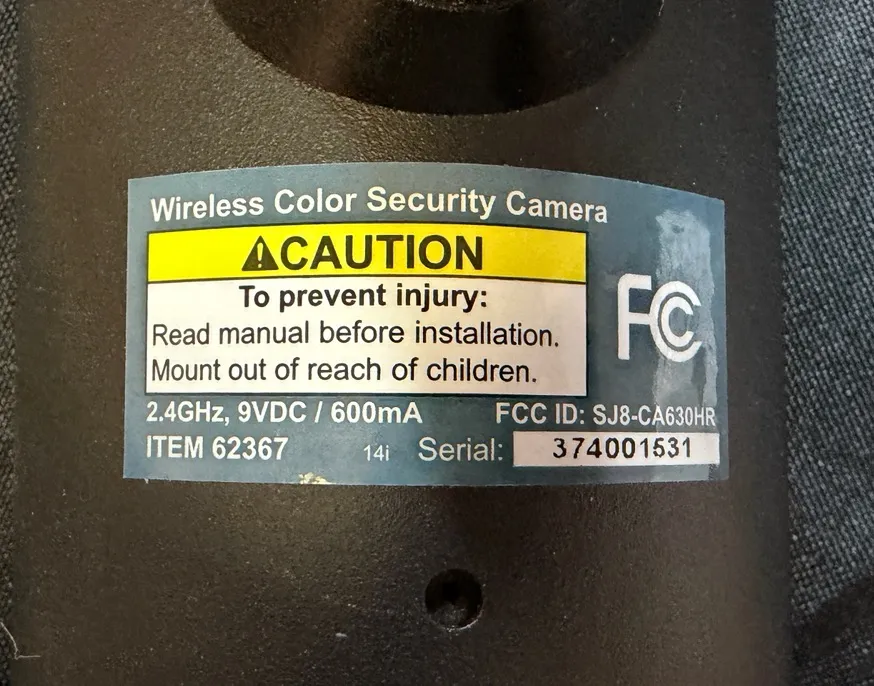 Wireless Color Security Camera
⚠CAUTION
To prevent injury:
Read manual before installation.
Mount out of reach of children.
FC
2.4GHz, 9VDC / 600mA FCC ID: SJ8-CA630HR
ITEM 62367 14i Serial: 374001531